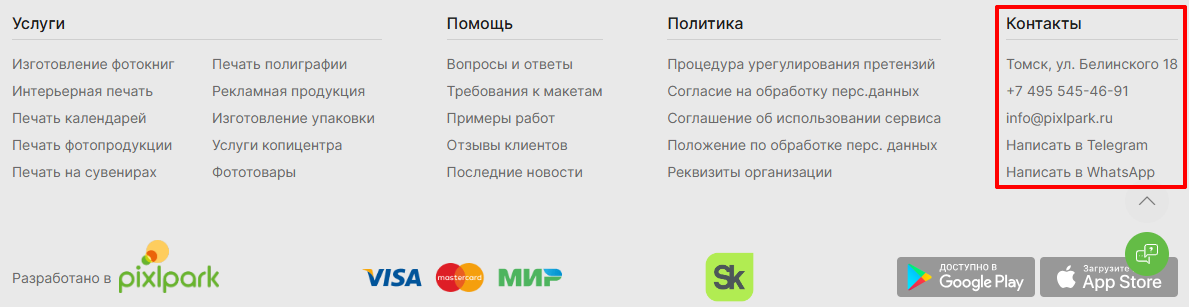 Услуги
Изготовление фотокниг
Интерьерная печать
Печать календарей
Печать фотопродукции
Печать на сувенирах
Печать полиграфии
Рекламная продукция
Изготовление упаковки
Услуги копицентра
Фототовары
Помощь
Вопросы и ответы
Требования к макетам
Примеры работ
Отзывы клиентов
Последние новости
Политика
Процедура урегулирования претензий
Согласие на обработку перс.данных
Соглашение об использовании сервиса
Положение по обработке перс. данных
Реквизиты организации
Контакты
Томск, ул. Белинского 18
+7 495 545-46-91
info@pixlpark.ru
Написать в Telegram
Написать в WhatsApp
Разработано в pixlpark
VISA
mastercard
МИР
Sk
ДОСТУПНО В
Google Play
Загрузите
App Store